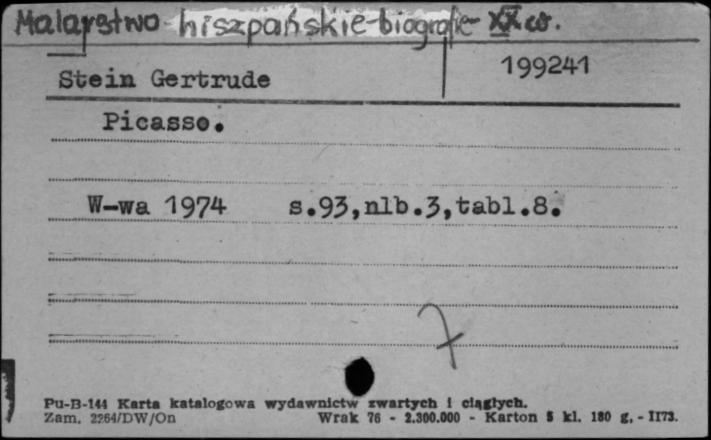 Malarstwo hiszpańskie-biografie XX w.
Stein Gertrude 199241
Picasso.
W-wa 1974 s.93,nlb.3,tabl.8.
7
Pu-B-144 Karta katalogowa wydawnictw zwartych i ciągłych.
Zam. 2264/DW/On Wrak 76 - 2.300.000 - Karton 5 kl. 180 g. - II73.